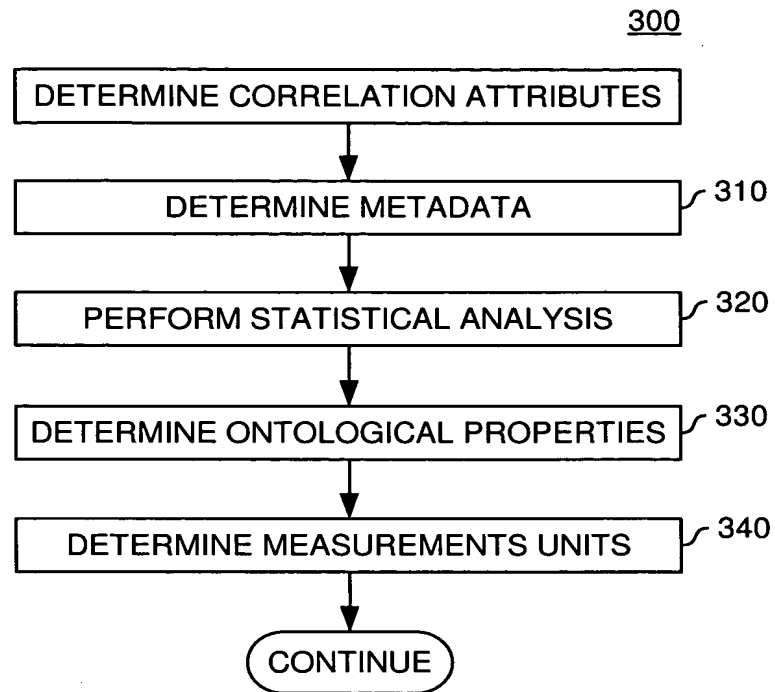 300
DETERMINE CORRELATION ATTRIBUTES
DETERMINE METADATA 310
PERFORM STATISTICAL ANALYSIS 320
DETERMINE ONTOLOGICAL PROPERTIES 330
DETERMINE MEASUREMENTS UNITS 340
CONTINUE